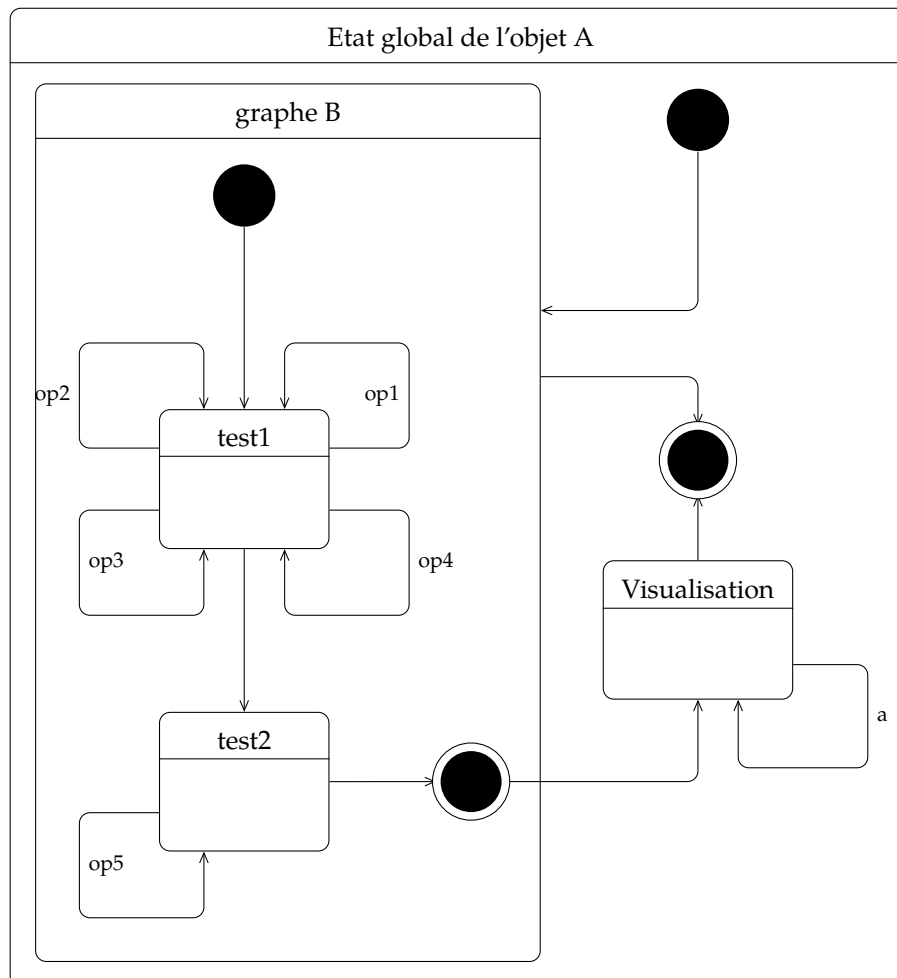 Etat global de l'objet A
graphe B
op2
op1
test1
op3
op4
Visualisation
a
test2
op5